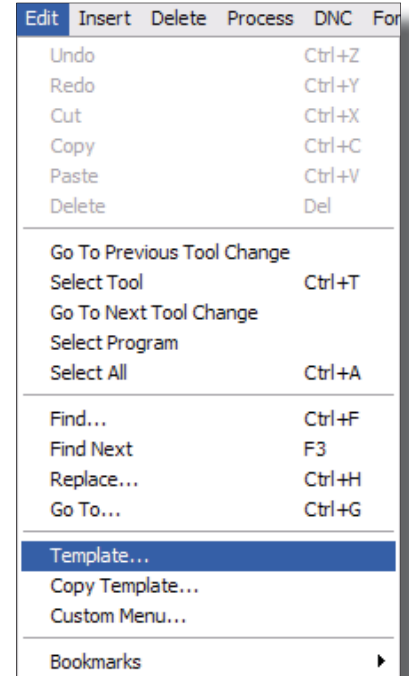 Edit Insert Delete Process DNC For
Undo Ctrl+Z
Redo Ctrl+Y
Cut Ctrl+X
Copy Ctrl+C
Paste Ctrl+V
Delete Del
Go To Previous Tool Change
Select Tool Ctrl+T
Go To Next Tool Change
Select Program
Select All Ctrl+A
Find... Ctrl+F
Find Next F3
Replace... Ctrl+H
Go To... Ctrl+G
Template...
Copy Template...
Custom Menu...
Bookmarks